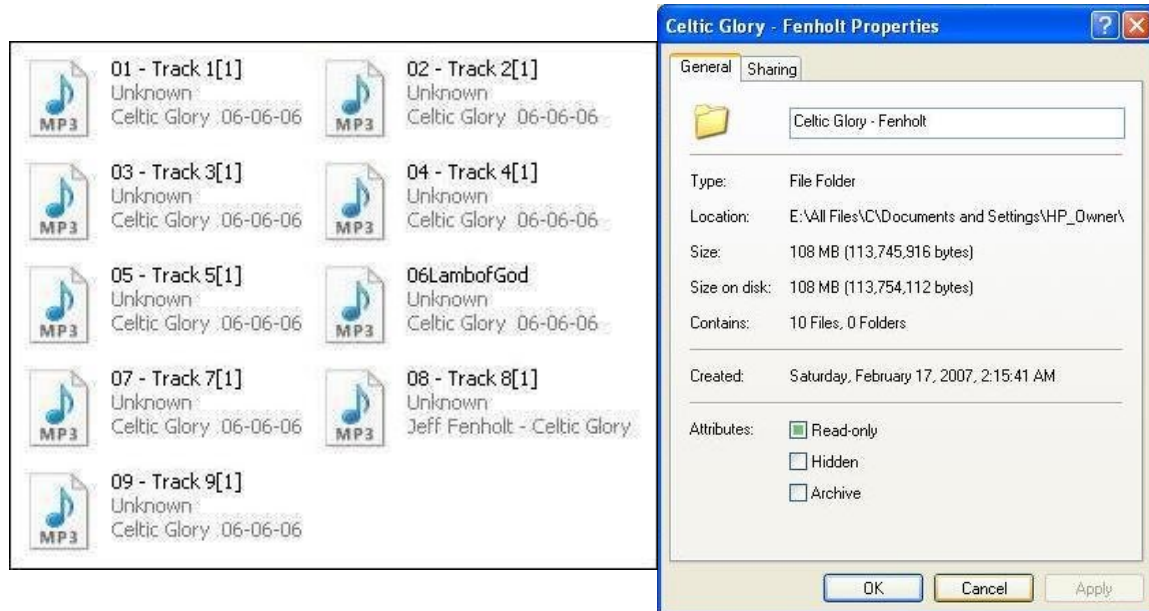 01 - Track 1[1]
Unknown
Celtic Glory 06-06-06
MP3
02 - Track 2[1]
Unknown
Celtic Glory 06-06-06
MP3
03 - Track 3[1]
Unknown
Celtic Glory 06-06-06
MP3
04 - Track 4[1]
Unknown
Celtic Glory 06-06-06
MP3
05 - Track 5[1]
Unknown
Celtic Glory 06-06-06
MP3
06LambofGod
Unknown
Celtic Glory 06-06-06
MP3
07 - Track 7[1]
Unknown
Celtic Glory 06-06-06
MP3
08 - Track 8[1]
Unknown
Jeff Fenholt - Celtic Glory
MP3
09 - Track 9[1]
Unknown
Celtic Glory 06-06-06
MP3
Celtic Glory - Fenholt Properties
General Sharing
Celtic Glory - Fenholt
Type: File Folder
Location: E:\All Files\C\Documents and Settings\HP_Owner\
Size: 108 MB (113,745,916 bytes)
Size on disk: 108 MB (113,754,112 bytes)
Contains: 10 Files, 0 Folders
Created: Saturday, February 17, 2007, 2:15:41 AM
Attributes: Read-only
Hidden
Archive
OK Cancel Apply